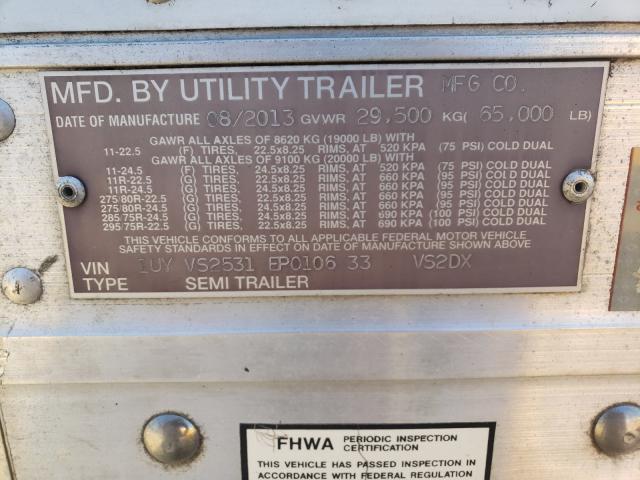 MFD. BY UTILITY TRAILER MFG CO.
DATE OF MANUFACTURE 08/2013 GVWR 29,500 KG( 65,000 LB)
GAWR ALL AXLES OF 8620 KG (19000 LB) WITH
11-22.5 (F) TIRES, 22.5x8.25 RIMS, AT 520 KPA (75 PSI) COLD DUAL
GAWR ALL AXLES OF 9100 KG (20000 LB) WITH
11-24.5 (F) TIRES, 24.5x8.25 RIMS, AT 520 KPA (75 PSI) COLD DUAL
11R-22.5 (G) TIRES, 22.5x8.25 RIMS, AT 660 KPA (95 PSI) COLD DUAL
11R-24.5 (G) TIRES, 24.5x8.25 RIMS, AT 660 KPA (95 PSI) COLD DUAL
275/80R-22.5 (G) TIRES, 22.5x8.25 RIMS, AT 660 KPA (95 PSI) COLD DUAL
275/80R-24.5 (G) TIRES, 24.5x8.25 RIMS, AT 660 KPA (95 PSI) COLD DUAL
285/75R-24.5 (G) TIRES, 24.5x8.25 RIMS, AT 690 KPA (100 PSI) COLD DUAL
295/75R-22.5 (G) TIRES, 22.5x8.25 RIMS, AT 690 KPA (100 PSI) COLD DUAL
THIS VEHICLE CONFORMS TO ALL APPLICABLE FEDERAL MOTOR VEHICLE
SAFETY STANDARDS IN EFFECT ON DATE OF MANUFACTURE SHOWN ABOVE
VIN 1UY VS2531 EP0106 33 VS2DX
TYPE SEMI TRAILER
FHWA PERIODIC INSPECTION
CERTIFICATION
THIS VEHICLE HAS PASSED INSPECTION IN
ACCORDANCE WITH FEDERAL REGULATION